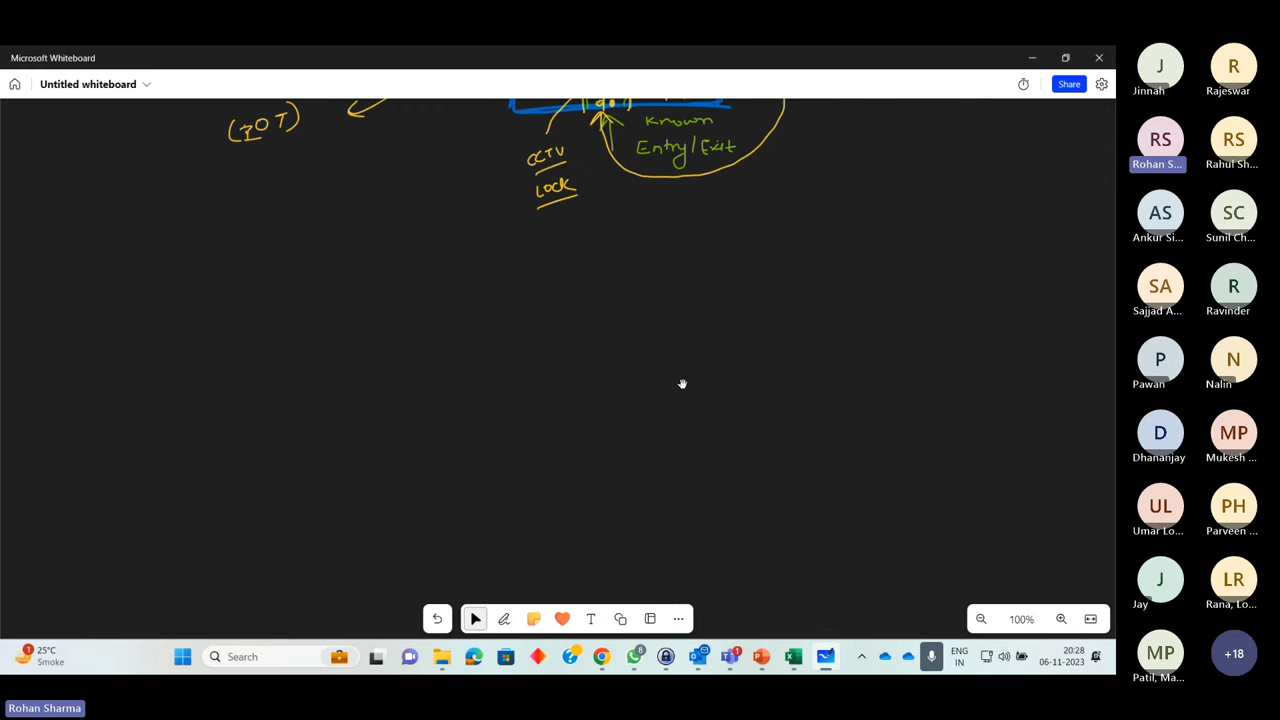 Microsoft Whiteboard
Untitled whiteboard
Share
(IOT)
Known
Entry/Exit
CCTV
LOCK
100%
Jinnah
Rajeswar
RS
Rohan S...
RS
Rahul Sh...
AS
Ankur Si...
SC
Sunil Ch...
SA
Sajjad A...
R
Ravinder
P
Pawan
N
Nalin
D
Dhananjay
MP
Mukesh ...
UL
Umar Lo...
PH
Parveen ...
J
Jay
LR
Rana, Lo...
MP
Patil, Ma...
+18
J
R
1
25°C
Smoke
Search
8
1
ENG
IN
20:28
06-11-2023
Rohan Sharma